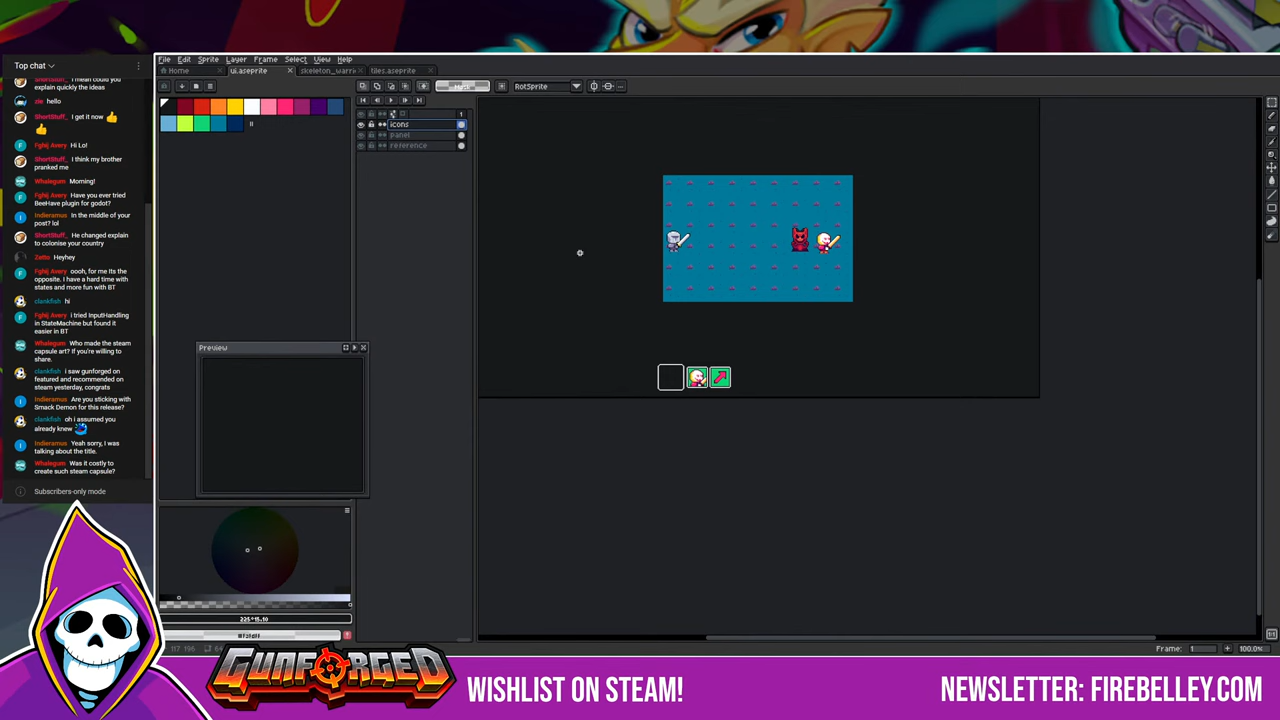 Top chat
ShortStuff_ I mean could you
explain quickly the ideas
zie hello
ShortStuff_ I get it now
Fghij Avery Hi Lo!
ShortStuff_ I think my brother
pranked me
Whalegum Morning!
Fghij Avery Have you ever tried
BeeHave plugin for godot?
Indieramus In the middle of your
post? lol
ShortStuff_ He changed explain
to colonise your country
Zetto Heyhey
Fghij Avery oooh, for me Its the
opposite. I have a hard time with
states and more fun with BT
clankfish hi
Fghij Avery i tried InputHandling
in StateMachine but found it
easier in BT
Whalegum Who made the steam
capsule art? If you're willing to
share.
clankfish i saw gunforged on
featured and recommended on
steam yesterday, congrats
Indieramus Are you sticking with
Smack Demon for this release?
clankfish oh i assumed you
already knew
Indieramus Yeah sorry, I was
talking about the title.
Whalegum Was it costly to
create such steam capsule?
Subscribers-only mode
File Edit Sprite Layer Frame Select View Help
Home ui.aseprite skeleton_warri tiles.aseprite
RotSprite
1
icons
panel
reference
Preview
117 196
Frame: 1 100.0%
GUNFORGED
WISHLIST ON STEAM!
NEWSLETTER: FIREBELLEY.COM